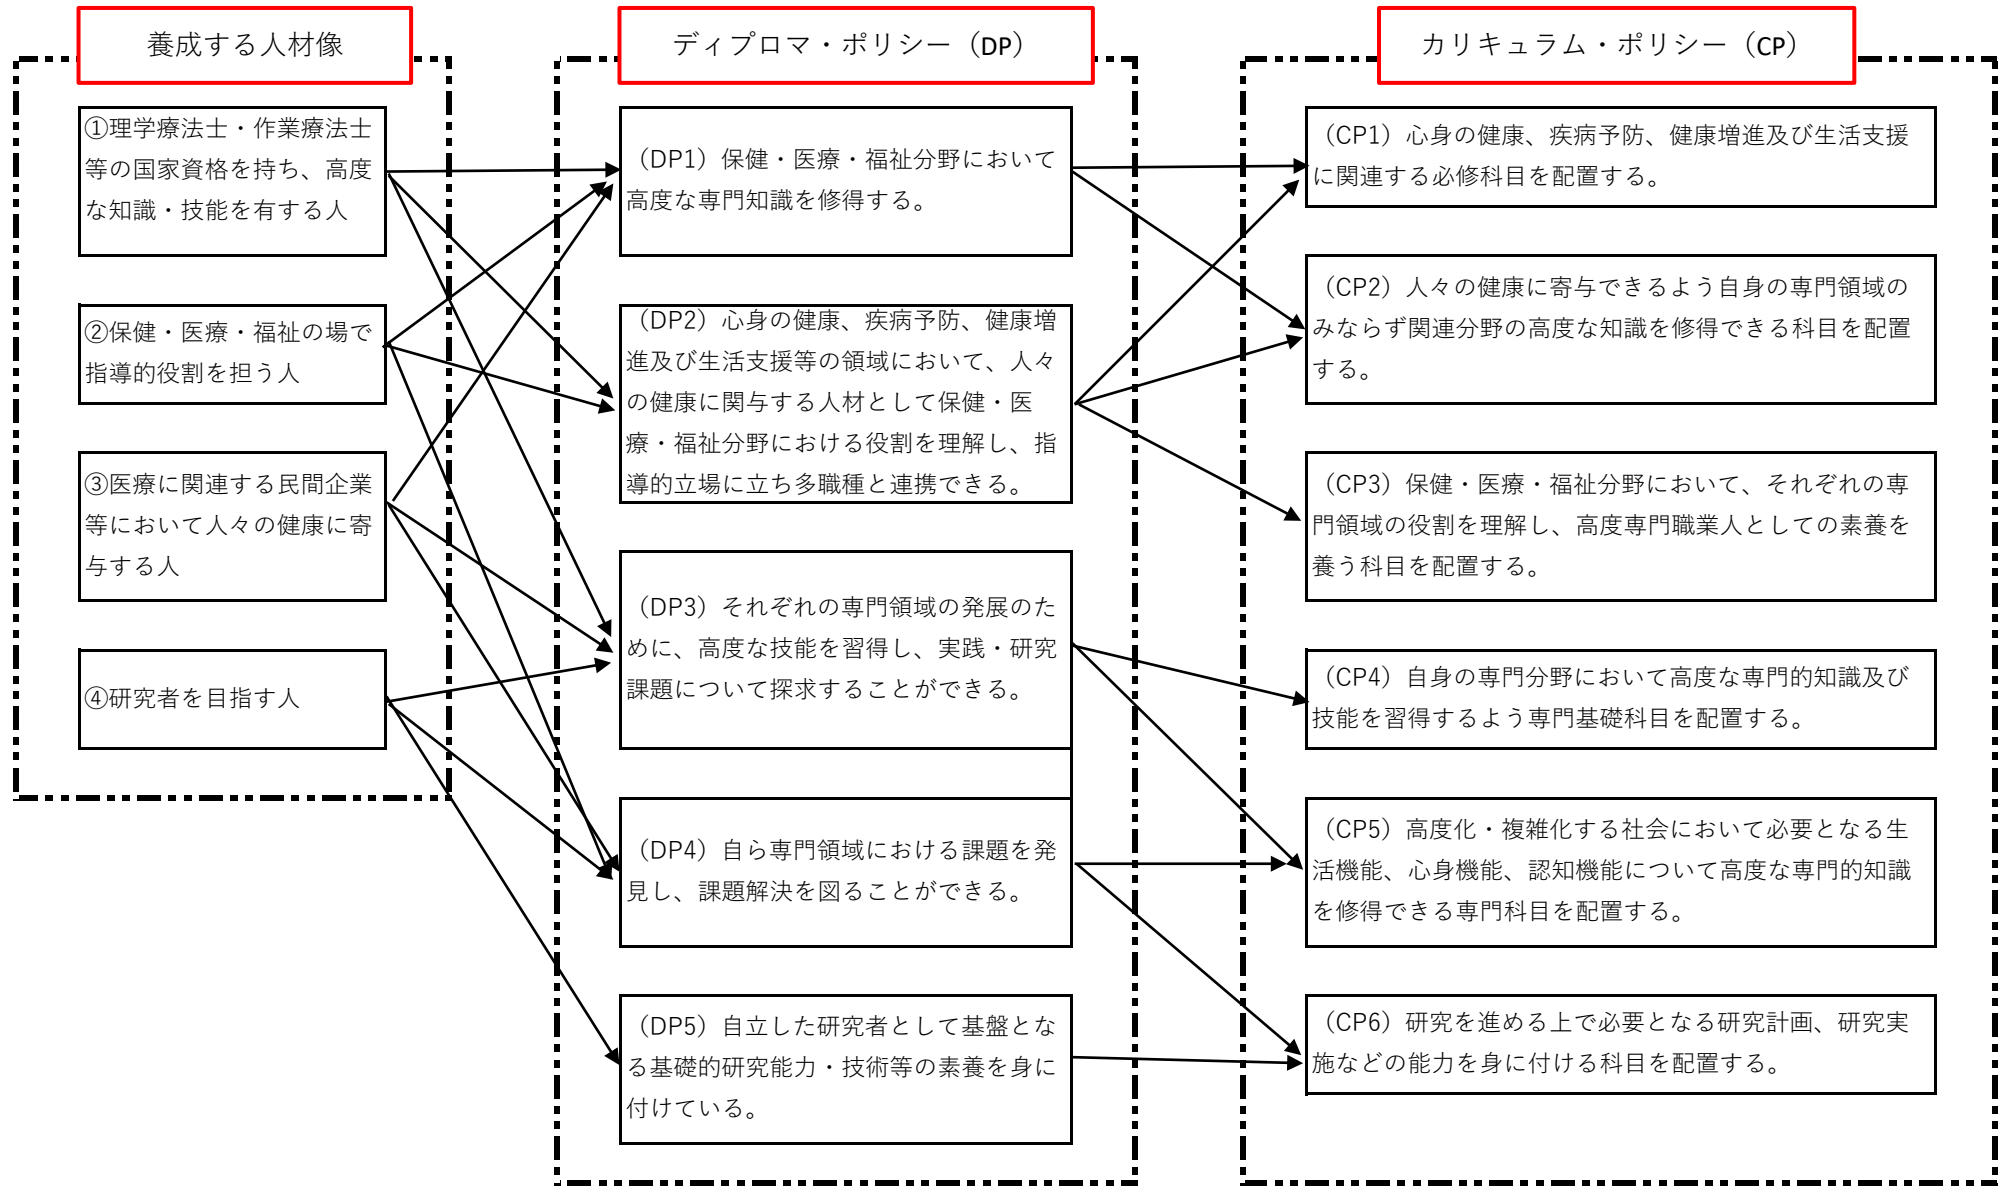 養成する人材像
①理学療法士・作業療法士
等の国家資格を持ち、高度
な知識・技能を有する人
②保健・医療・福祉の場で
指導的役割を担う人
③医療に関連する民間企業
等において人々の健康に寄
与する人
④研究者を目指す人
ディプロマ・ポリシー（DP）
（DP1）保健・医療・福祉分野において
高度な専門知識を修得する。
（DP2）心身の健康、疾病予防、健康増
進及び生活支援等の領域において、人々
の健康に関与する人材として保健・医
療・福祉分野における役割を理解し、指
導的立場に立ち多職種と連携できる。
（DP3）それぞれの専門領域の発展のた
めに、高度な技能を習得し、実践・研究
課題について探求することができる。
（DP4）自ら専門領域における課題を発
見し、課題解決を図ることができる。
（DP5）自立した研究者として基盤とな
る基礎的研究能力・技術等の素養を身に
付けている。
カリキュラム・ポリシー（CP）
（CP1）心身の健康、疾病予防、健康増進及び生活支援
に関連する必修科目を配置する。
（CP2）人々の健康に寄与できるよう自身の専門領域の
みならず関連分野の高度な知識を修得できる科目を配置
する。
（CP3）保健・医療・福祉分野において、それぞれの専
門領域の役割を理解し、高度専門職業人としての素養を
養う科目を配置する。
（CP4）自身の専門分野において高度な専門的知識及び
技能を習得するよう専門基礎科目を配置する。
（CP5）高度化・複雑化する社会において必要となる生
活機能、心身機能、認知機能について高度な専門的知識
を修得できる専門科目を配置する。
（CP6）研究を進める上で必要となる研究計画、研究実
施などの能力を身に付ける科目を配置する。